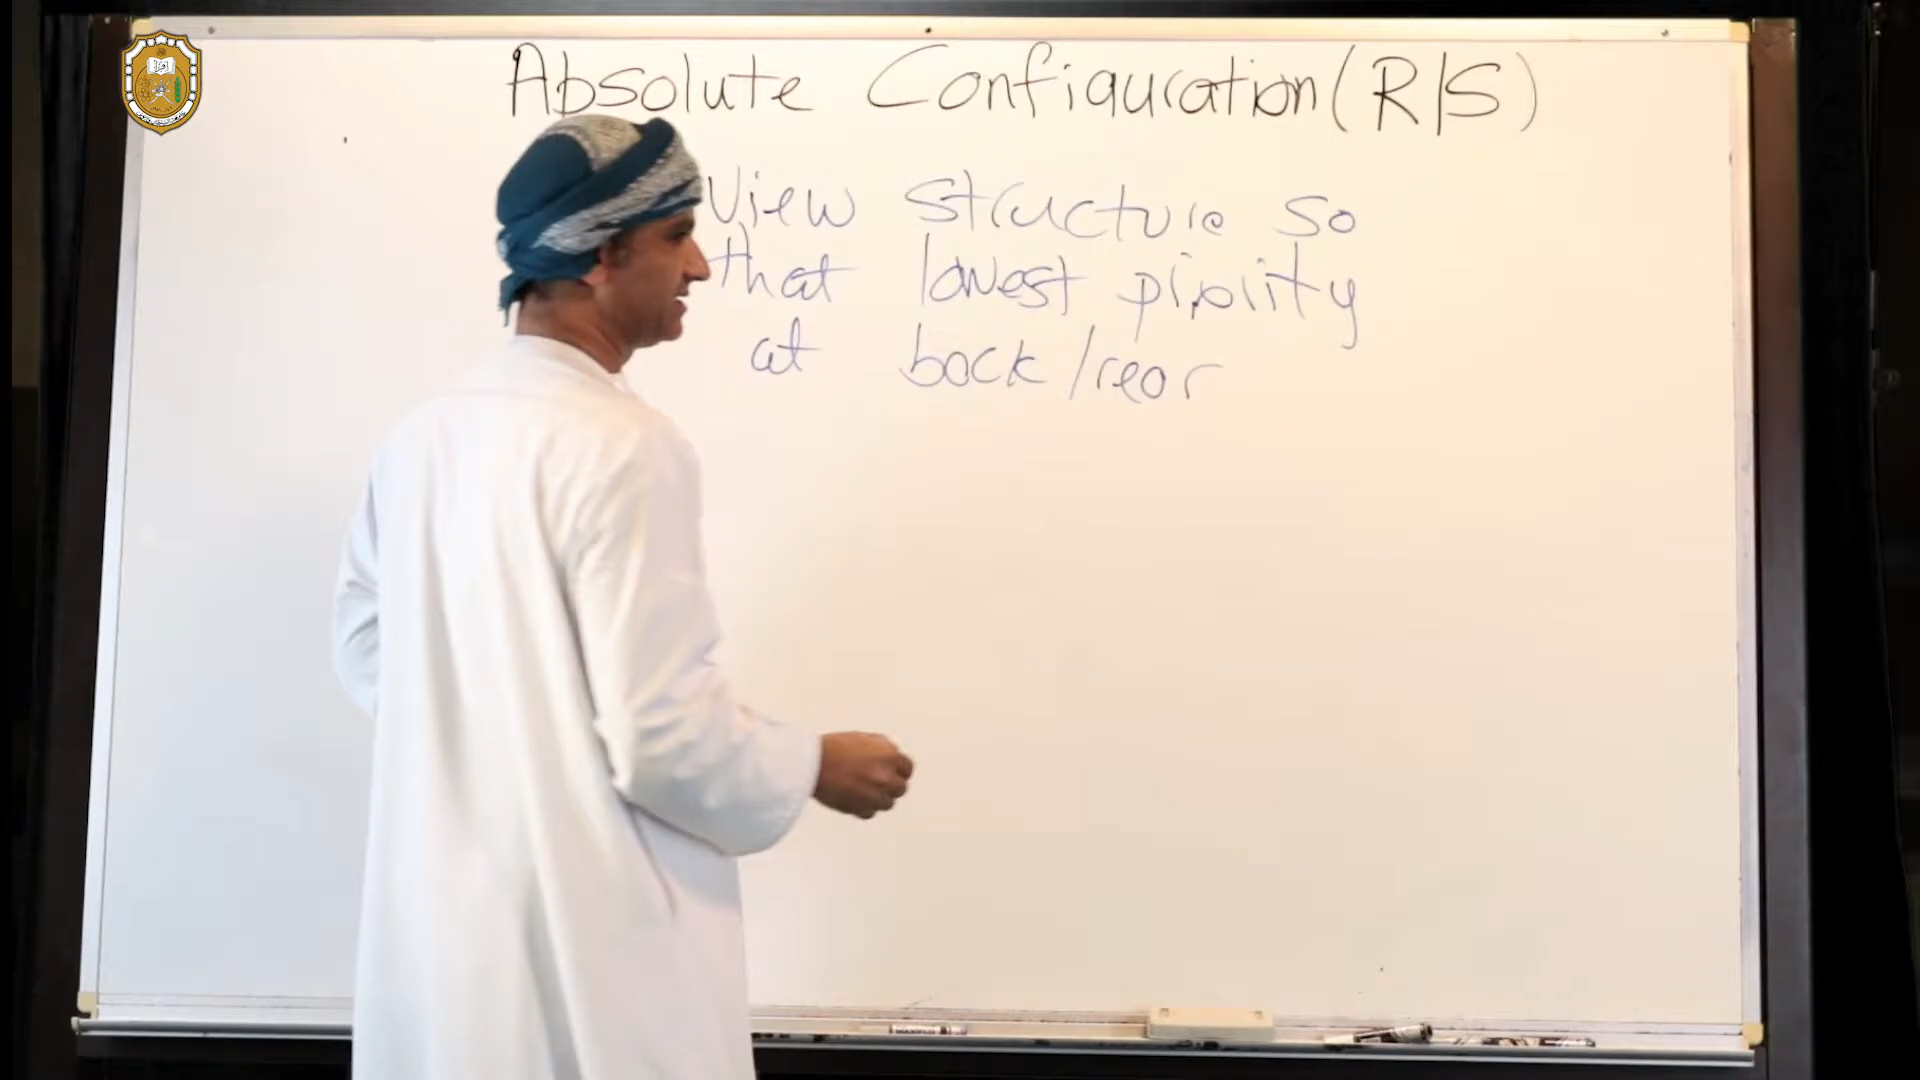 Absolute Configuration (R/S)
View structure so
that lowest priority
at back/rear